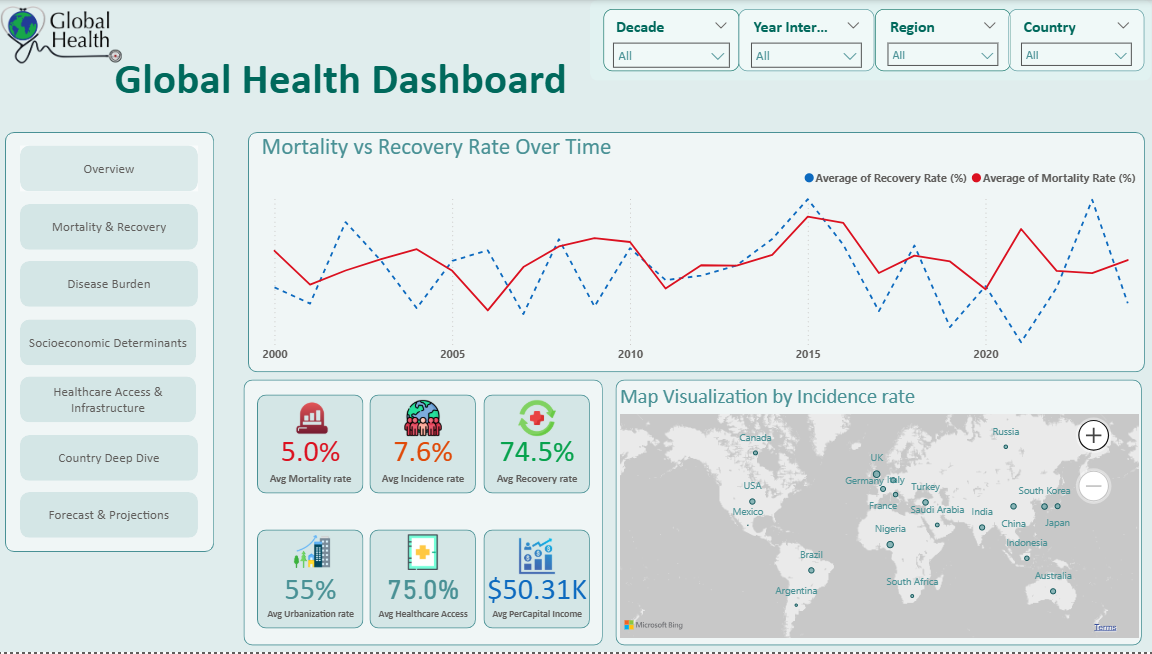 Global
Health
Global Health Dashboard
Decade
All
Year Inter...
All
Region
All
Country
All
Overview
Mortality & Recovery
Disease Burden
Socioeconomic Determinants
Healthcare Access &
Infrastructure
Country Deep Dive
Forecast & Projections
Mortality vs Recovery Rate Over Time
Average of Recovery Rate (%) Average of Mortality Rate (%)
2000 2005 2010 2015 2020
5.0%
Avg Mortality rate
7.6%
Avg Incidence rate
74.5%
Avg Recovery rate
55%
Avg Urbanization rate
75.0%
Avg Healthcare Access
$50.31K
Avg PerCapital Income
Map Visualization by Incidence rate
Canada
Russia
UK
Germany Italy
USA
Turkey
South Korea
Mexico
France
Saudi Arabia
India
China
Japan
Nigeria
Indonesia
Brazil
Australia
South Africa
Argentina
Microsoft Bing
Terms